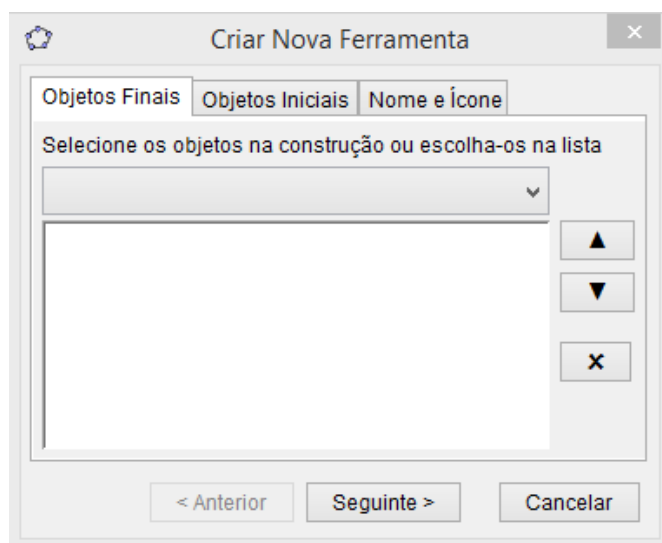 Criar Nova Ferramenta
Objetos Finais Objetos Iniciais Nome e Ícone
Selecione os objetos na construção ou escolha-os na lista
< Anterior Seguinte > Cancelar